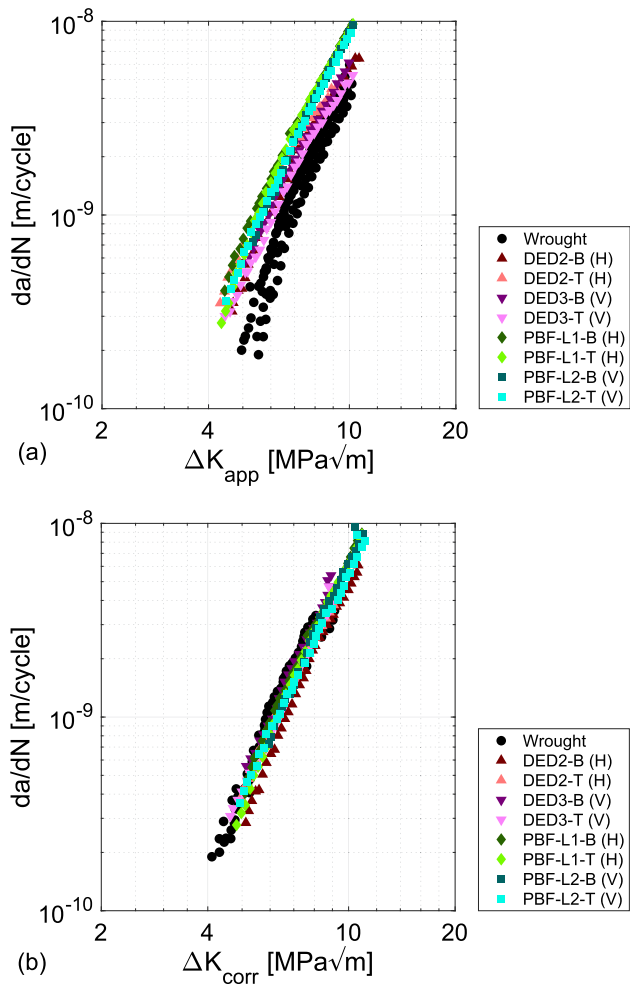 10^-8
10^-9
10^-10
da/dN [m/cycle]
2 4 10 20
ΔK_app [MPa√m]
(a)
Wrought
DED2-B (H)
DED2-T (H)
DED3-B (V)
DED3-T (V)
PBF-L1-B (H)
PBF-L1-T (H)
PBF-L2-B (V)
PBF-L2-T (V)
10^-8
10^-9
10^-10
da/dN [m/cycle]
2 4 10 20
ΔK_corr [MPa√m]
(b)
Wrought
DED2-B (H)
DED2-T (H)
DED3-B (V)
DED3-T (V)
PBF-L1-B (H)
PBF-L1-T (H)
PBF-L2-B (V)
PBF-L2-T (V)